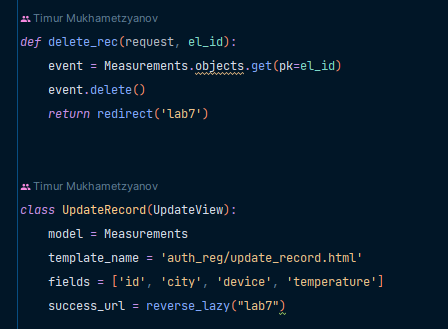 Timur Mukhametzyanov
def delete_rec(request, el_id):
    event = Measurements.objects.get(pk=el_id)
    event.delete()
    return redirect('lab7')
Timur Mukhametzyanov
class UpdateRecord(UpdateView):
    model = Measurements
    template_name = 'auth_reg/update_record.html'
    fields = ['id', 'city', 'device', 'temperature']
    success_url = reverse_lazy("lab7")